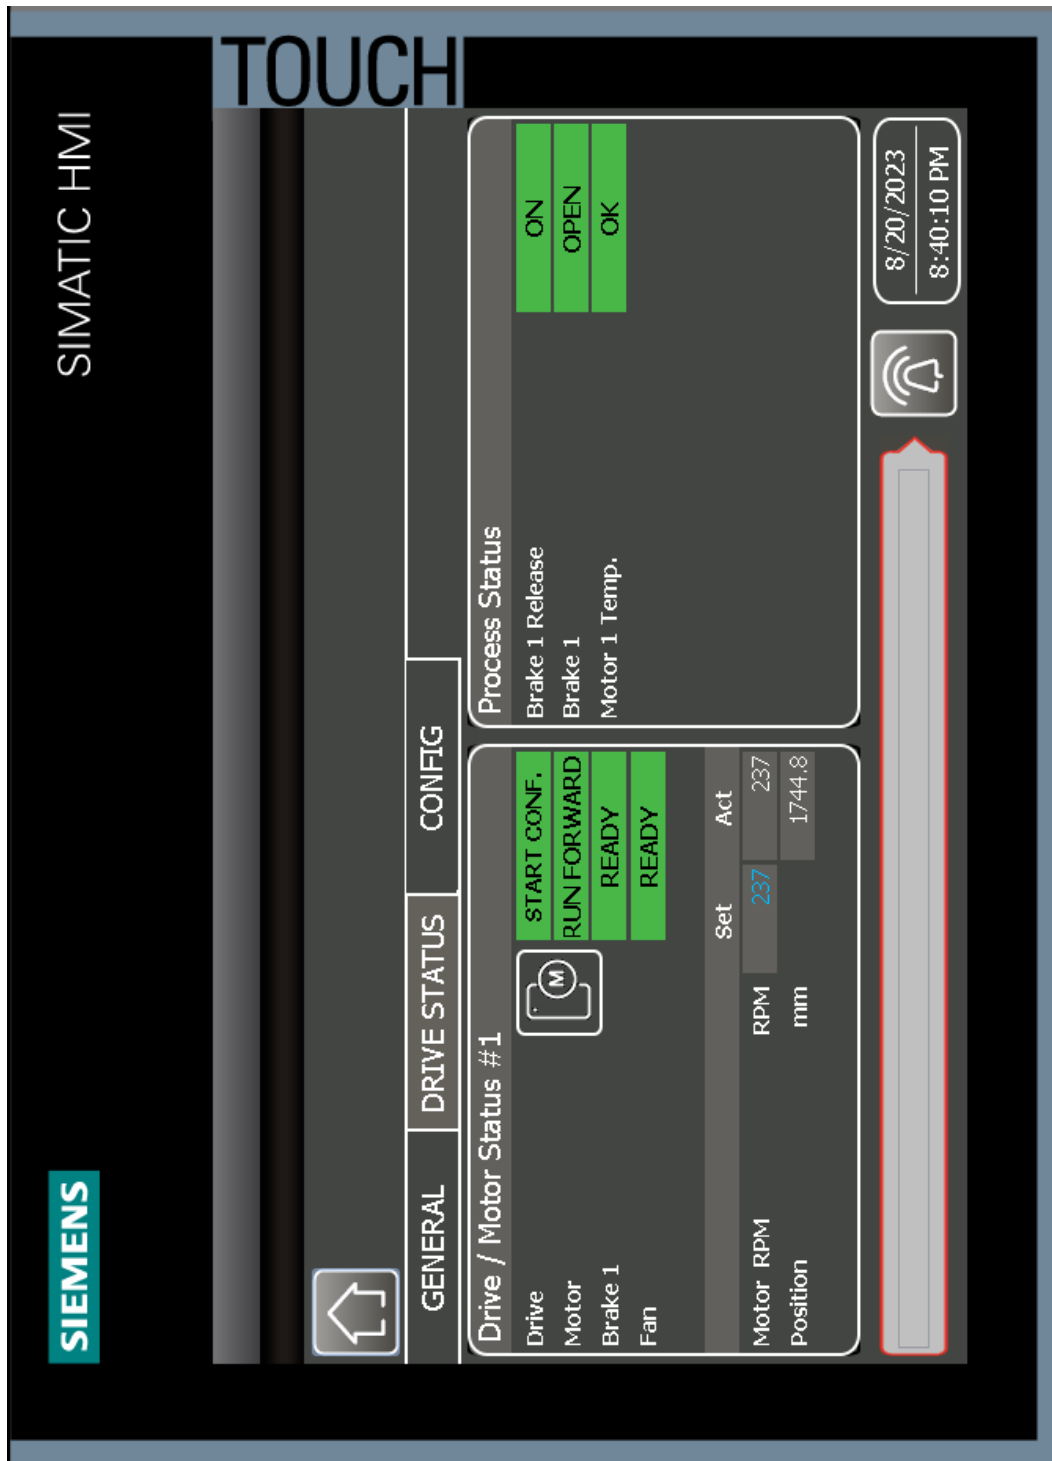 SIEMENS
SIMATIC HMI
TOUCH
GENERAL
DRIVE STATUS
CONFIG
Drive / Motor Status #1
Drive START CONF.
Motor RUN FORWARD
Brake 1 READY
Fan READY
M
Set Act
Motor RPM RPM 237 237
Position mm 1744.8
Process Status
Brake 1 Release ON
Brake 1 OPEN
Motor 1 Temp. OK
8/20/2023
8:40:10 PM